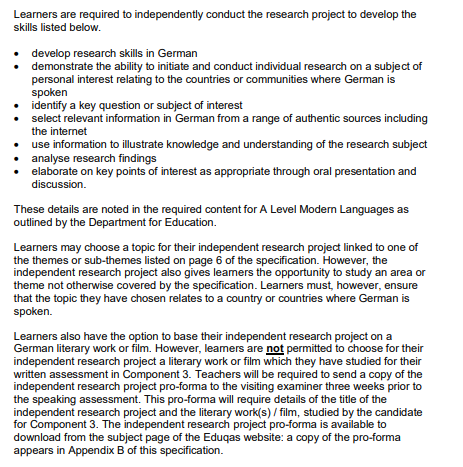 Learners are required to independently conduct the research project to develop the
skills listed below.
• develop research skills in German
• demonstrate the ability to initiate and conduct individual research on a subject of
personal interest relating to the countries or communities where German is
spoken
• identify a key question or subject of interest
• select relevant information in German from a range of authentic sources including
the internet
• use information to illustrate knowledge and understanding of the research subject
• analyse research findings
• elaborate on key points of interest as appropriate through oral presentation and
discussion.
These details are noted in the required content for A Level Modern Languages as
outlined by the Department for Education.
Learners may choose a topic for their independent research project linked to one of
the themes or sub-themes listed on page 6 of the specification. However, the
independent research project also gives learners the opportunity to study an area or
theme not otherwise covered by the specification. Learners must, however, ensure
that the topic they have chosen relates to a country or countries where German is
spoken.
Learners also have the option to base their independent research project on a
German literary work or film. However, learners are not permitted to choose for their
independent research project a literary work or film which they have studied for their
written assessment in Component 3. Teachers will be required to send a copy of the
independent research project pro-forma to the visiting examiner three weeks prior to
the speaking assessment. This pro-forma will require details of the title of the
independent research project and the literary work(s) / film, studied by the candidate
for Component 3. The independent research project pro-forma is available to
download from the subject page of the Eduqas website: a copy of the pro-forma
appears in Appendix B of this specification.